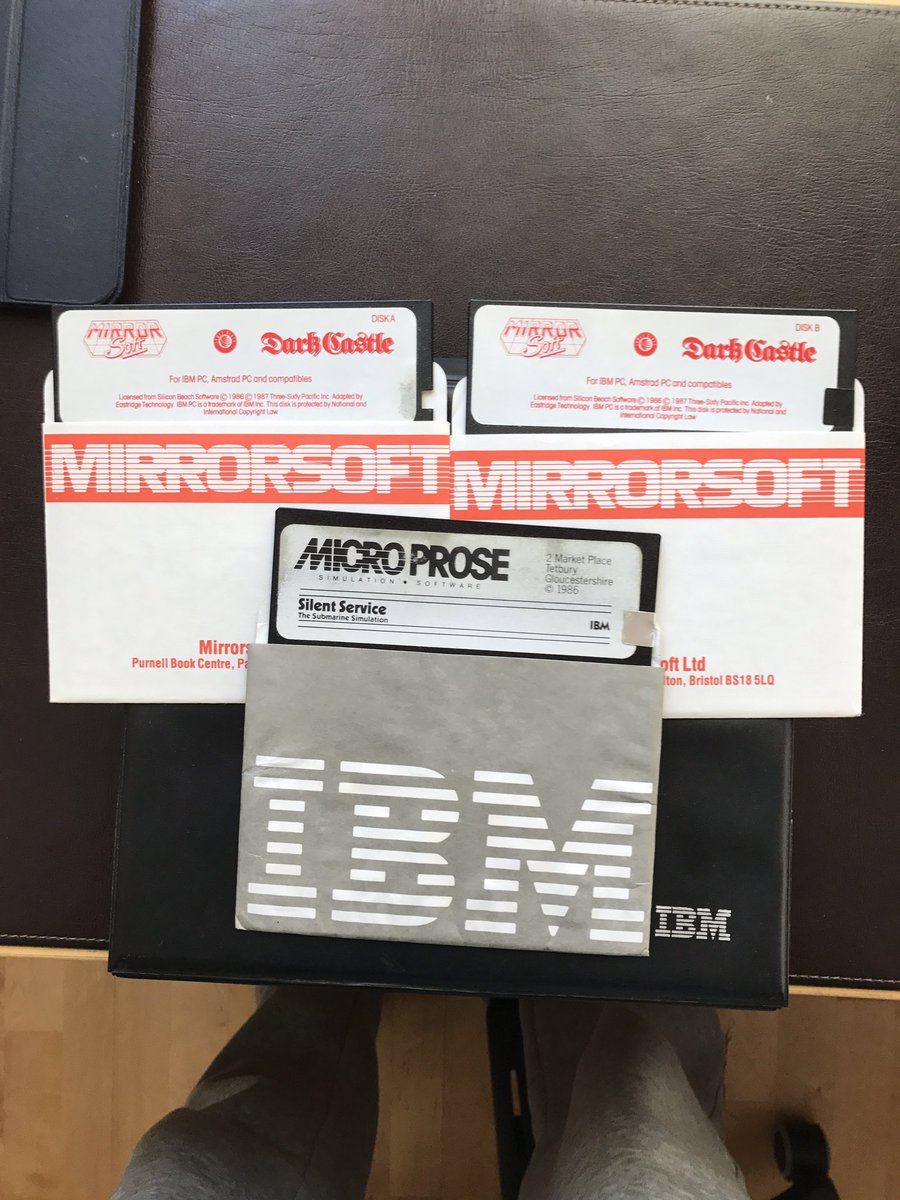 MIRROR
Soft
DISK A
Dark Castle
For IBM PC, Amstrad PC and compatibles
Licensed from Silicon Beach Software © 1986 © 1987 Three-Sixty Pacific Inc. Adapted by
Eastridge Technology. IBM PC is a trademark of IBM Inc. This disk is protected by National and
International Copyright Law
MIRRORSOFT
Mirrors
Purnell Book Centre, Pa
MIRROR
Soft
DISK B
Dark Castle
For IBM PC, Amstrad PC and compatibles
Licensed from Silicon Beach Software © 1986 © 1987 Three-Sixty Pacific Inc. Adapted by
Eastridge Technology. IBM PC is a trademark of IBM Inc. This disk is protected by National and
International Copyright Law
MIRRORSOFT
oft Ltd
lton, Bristol BS18 5LQ
MICRO PROSE
SIMULATION • SOFTWARE
2 Market Place
Tetbury
Gloucestershire
© 1986
Silent Service
The Submarine Simulation
IBM
IBM
IBM